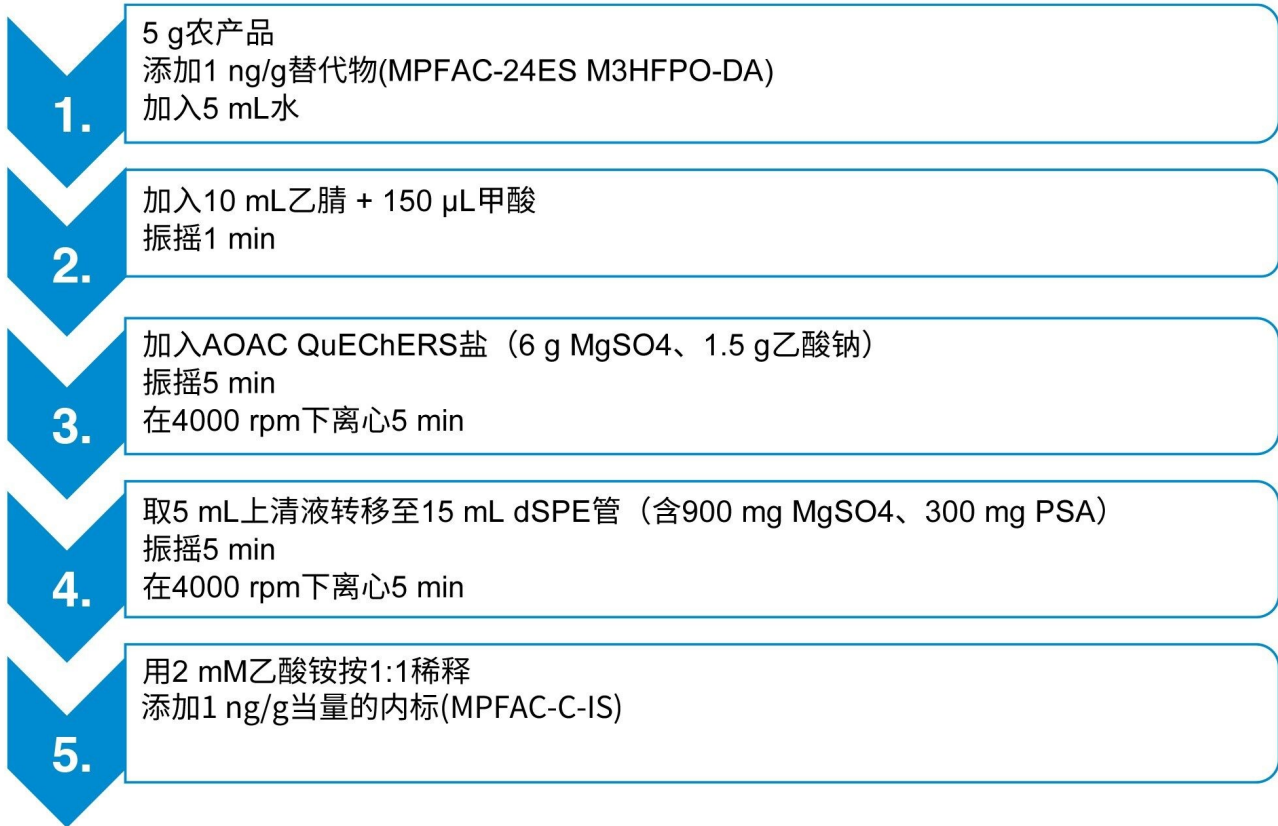 1.
5 g农产品
添加1 ng/g替代物(MPFAC-24ES M3HFPO-DA)
加入5 mL水
2.
加入10 mL乙腈 + 150 µL甲酸
振摇1 min
3.
加入AOAC QuEChERS盐（6 g MgSO4、1.5 g乙酸钠）
振摇5 min
在4000 rpm下离心5 min
4.
取5 mL上清液转移至15 mL dSPE管（含900 mg MgSO4、300 mg PSA）
振摇5 min
在4000 rpm下离心5 min
5.
用2 mM乙酸铵按1:1稀释
添加1 ng/g当量的内标(MPFAC-C-IS)